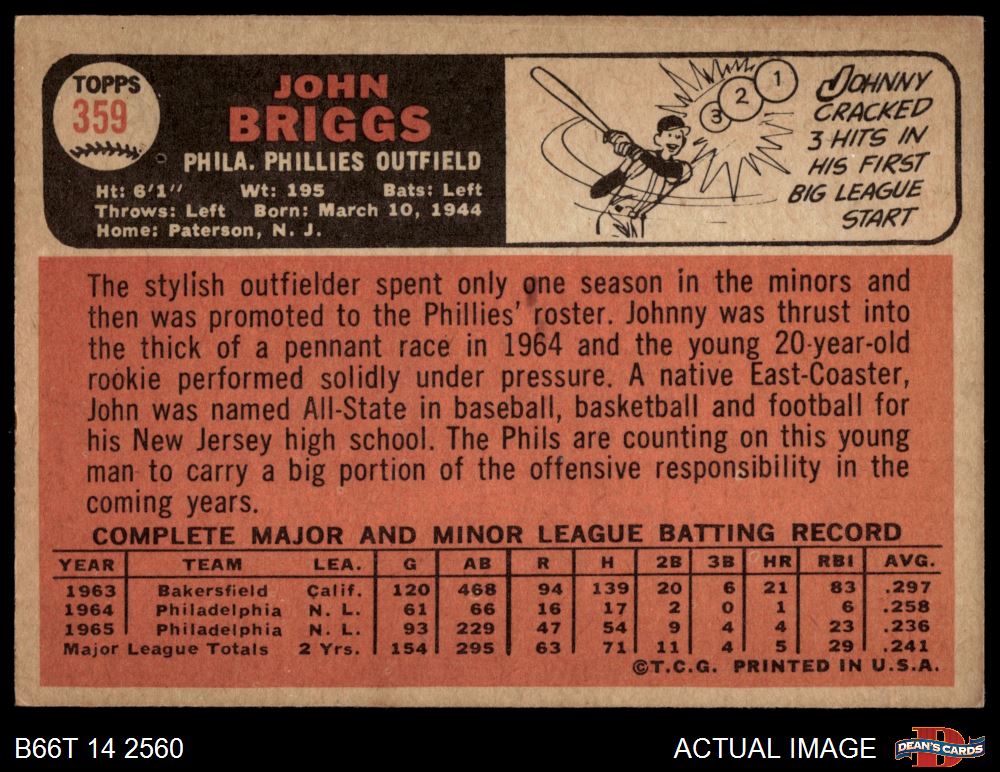 TOPPS
359
JOHN
BRIGGS
PHILA. PHILLIES OUTFIELD
Ht: 6'1" Wt: 195 Bats: Left
Throws: Left Born: March 10, 1944
Home: Paterson, N. J.
1
2
3
JOHNNY
CRACKED
3 HITS IN
HIS FIRST
BIG LEAGUE
START
The stylish outfielder spent only one season in the minors and
then was promoted to the Phillies' roster. Johnny was thrust into
the thick of a pennant race in 1964 and the young 20-year-old
rookie performed solidly under pressure. A native East-Coaster,
John was named All-State in baseball, basketball and football for
his New Jersey high school. The Phils are counting on this young
man to carry a big portion of the offensive responsibility in the
coming years.
COMPLETE MAJOR AND MINOR LEAGUE BATTING RECORD
YEAR TEAM LEA. G AB R H 2B 3B HR RBI AVG.
1963 Bakersfield Calif. 120 468 94 139 20 6 21 83 .297
1964 Philadelphia N. L. 61 66 16 17 2 0 1 6 .258
1965 Philadelphia N. L. 93 229 47 54 9 4 4 23 .236
Major League Totals 2 Yrs. 154 295 63 71 11 4 5 29 .241
©T.C.G. PRINTED IN U.S.A.
B66T 14 2560
ACTUAL IMAGE
D
DEAN'S CARDS